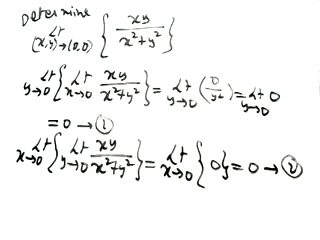 Determine
Lt (x,y)→(0,0) { xy / x²+y² }
Lt y→0 { Lt x→0 xy / x²+y² } = Lt y→0 (0/y²) = Lt y→0 0
= 0 → ①
Lt x→0 { Lt y→0 xy / x²+y² } = Lt x→0 { 0 } = 0 → ②